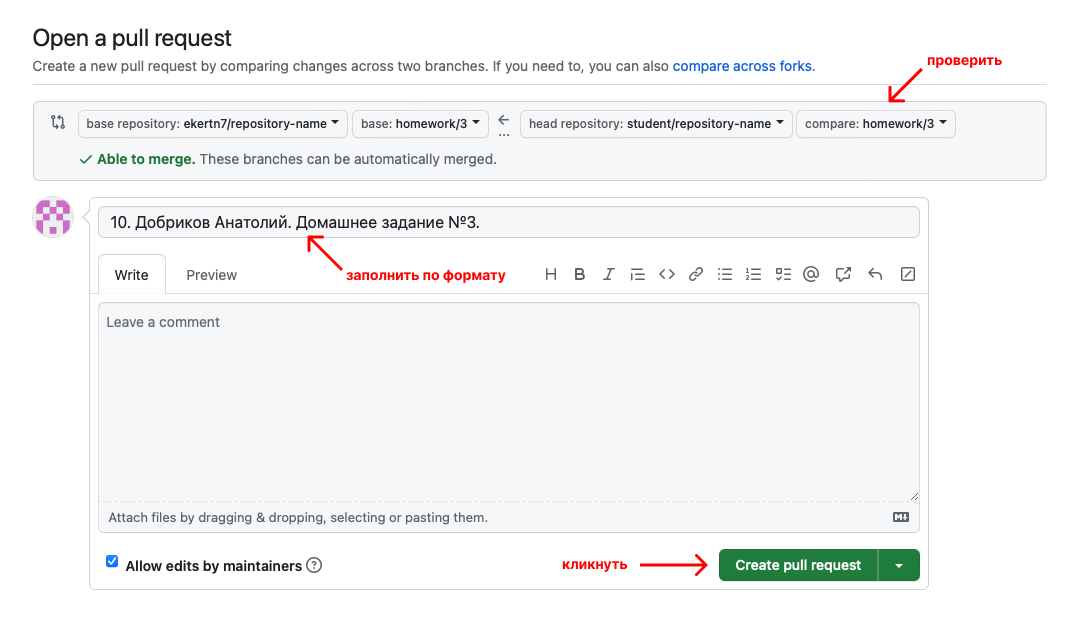 Open a pull request
Create a new pull request by comparing changes across two branches. If you need to, you can also compare across forks.
проверить
base repository: ekertn7/repository-name base: homework/3 ← ... head repository: student/repository-name compare: homework/3
Able to merge. These branches can be automatically merged.
10. Добриков Анатолий. Домашнее задание №3.
заполнить по формату
Write Preview
Leave a comment
Attach files by dragging & dropping, selecting or pasting them.
Allow edits by maintainers
кликнуть
Create pull request